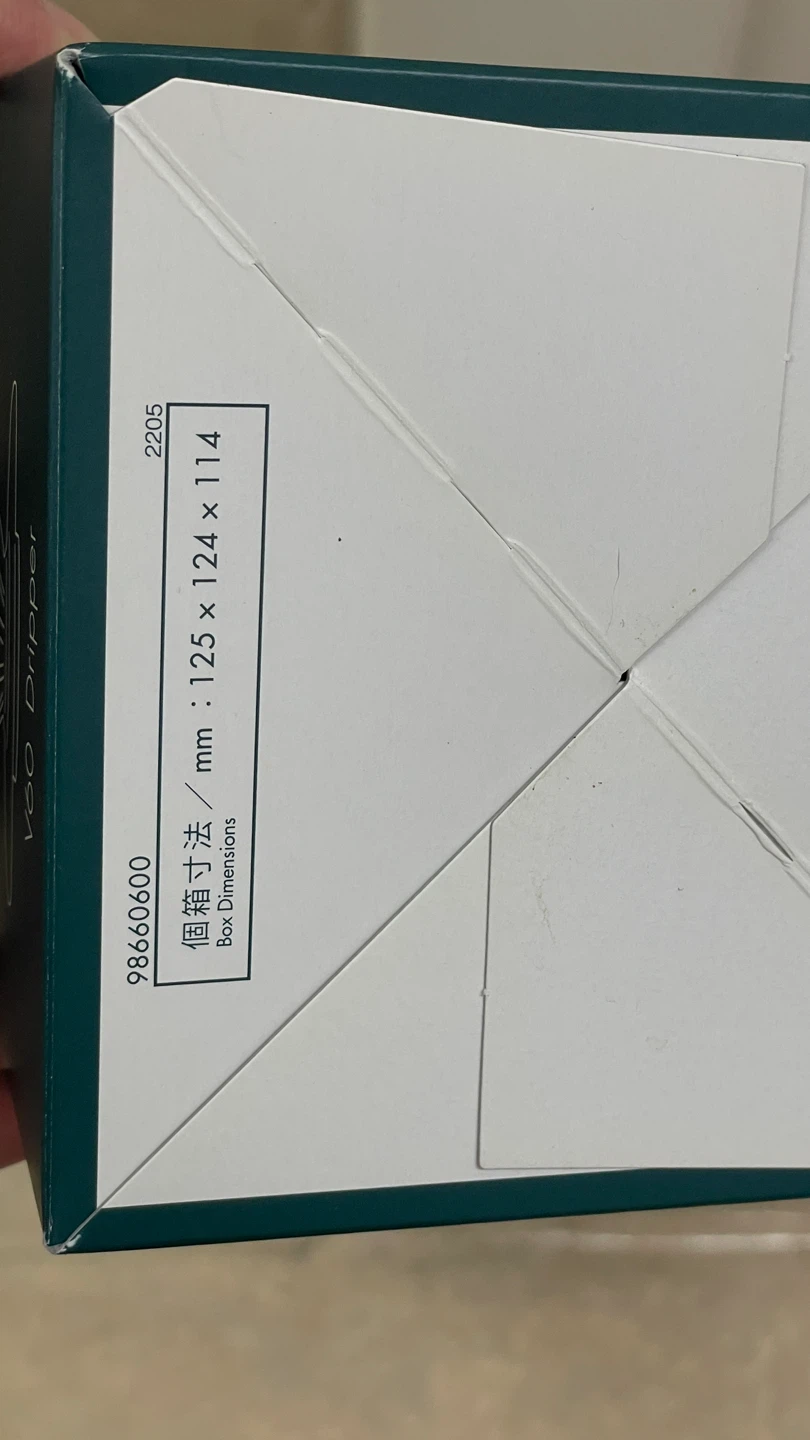 98660600 2205
個箱寸法／mm：125 × 124 × 114
Box Dimensions
V60 Dripper